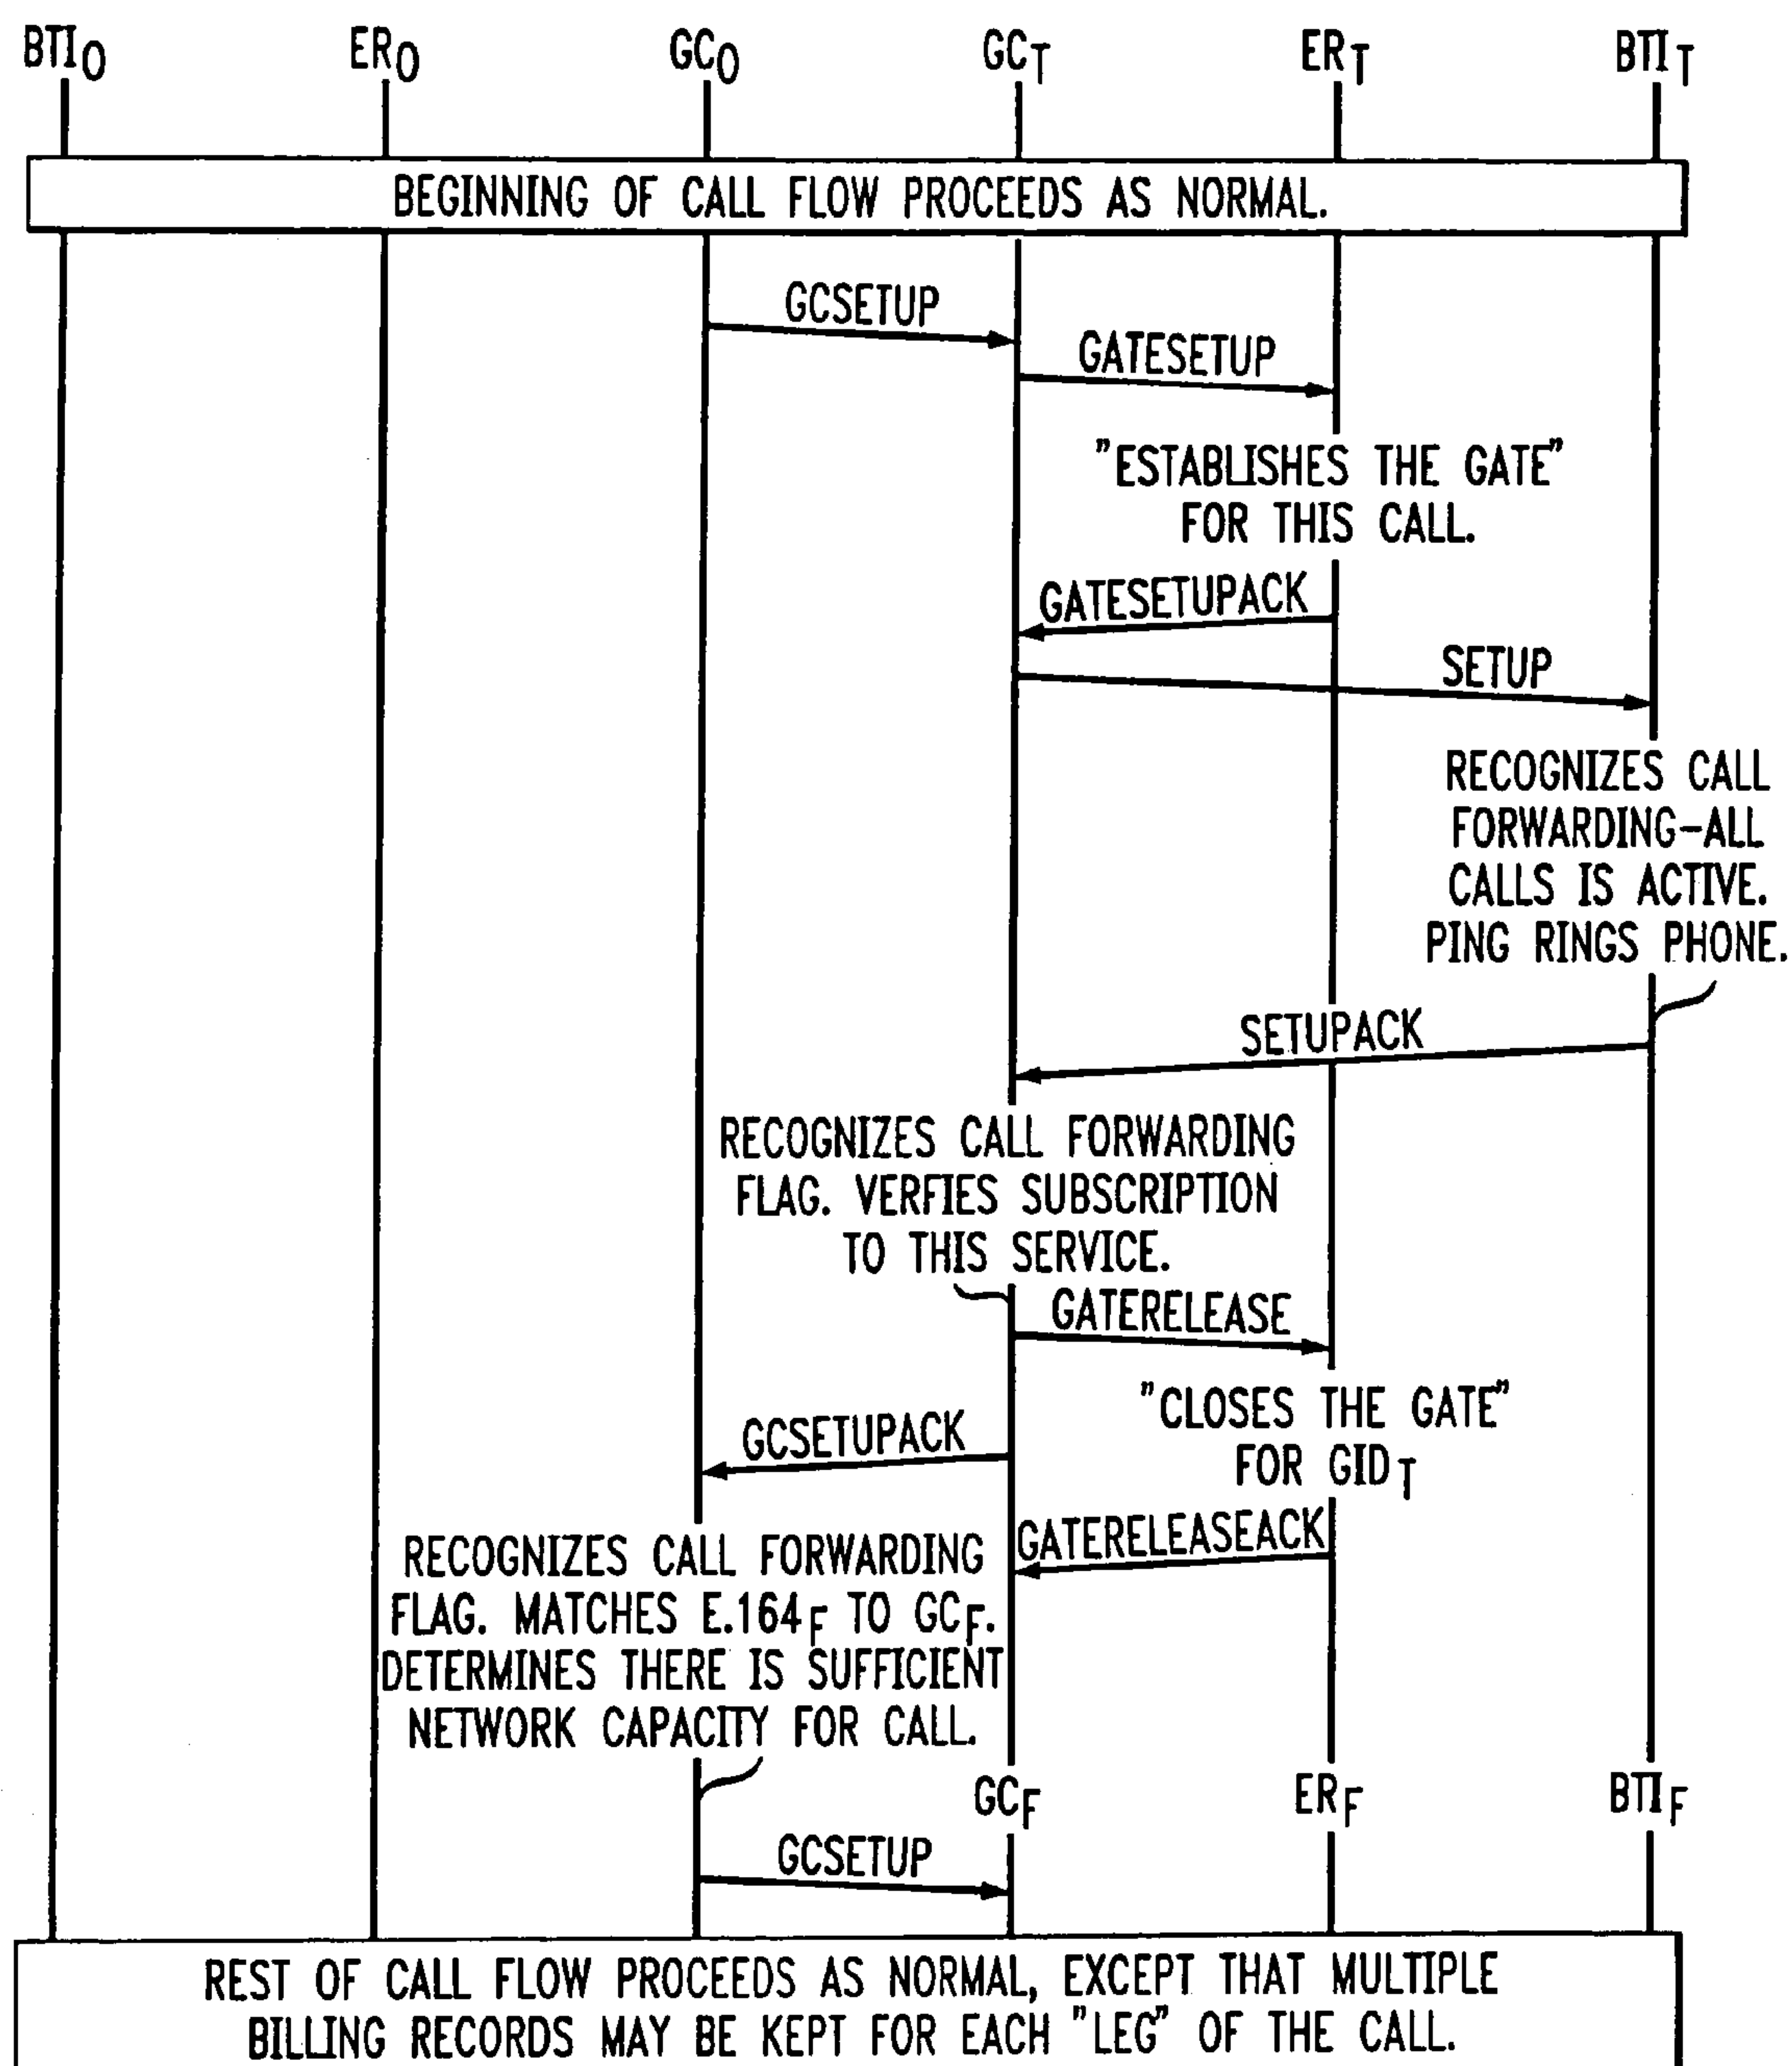 BTIO ERO GCO GCT ERT BTIT
BEGINNING OF CALL FLOW PROCEEDS AS NORMAL.
GCSETUP
GATESETUP
"ESTABLISHES THE GATE"
FOR THIS CALL.
GATESETUPACK
SETUP
RECOGNIZES CALL
FORWARDING-ALL
CALLS IS ACTIVE.
PING RINGS PHONE.
SETUPACK
RECOGNIZES CALL FORWARDING
FLAG. VERFIES SUBSCRIPTION
TO THIS SERVICE.
GATERELEASE
"CLOSES THE GATE"
FOR GIDT
GCSETUPACK
GATERELEASEACK
RECOGNIZES CALL FORWARDING
FLAG. MATCHES E.164F TO GCF.
DETERMINES THERE IS SUFFICIENT
NETWORK CAPACITY FOR CALL.
GCF ERF BTIF
GCSETUP
REST OF CALL FLOW PROCEEDS AS NORMAL, EXCEPT THAT MULTIPLE
BILLING RECORDS MAY BE KEPT FOR EACH "LEG" OF THE CALL.